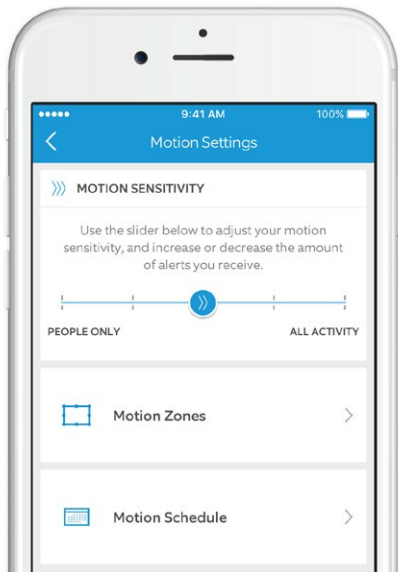 9:41 AM
100%
Motion Settings
MOTION SENSITIVITY
Use the slider below to adjust your motion
sensitivity, and increase or decrease the amount
of alerts you receive.
PEOPLE ONLY
ALL ACTIVITY
Motion Zones
Motion Schedule